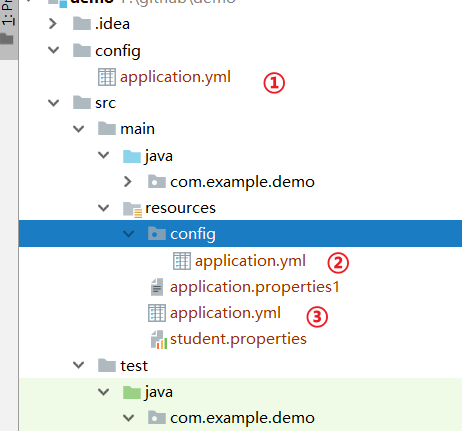 1: P
demo F:\github\demo
.idea
config
application.yml ①
src
main
java
com.example.demo
resources
config
application.yml ②
application.properties1
application.yml ③
student.properties
test
java
com.example.demo